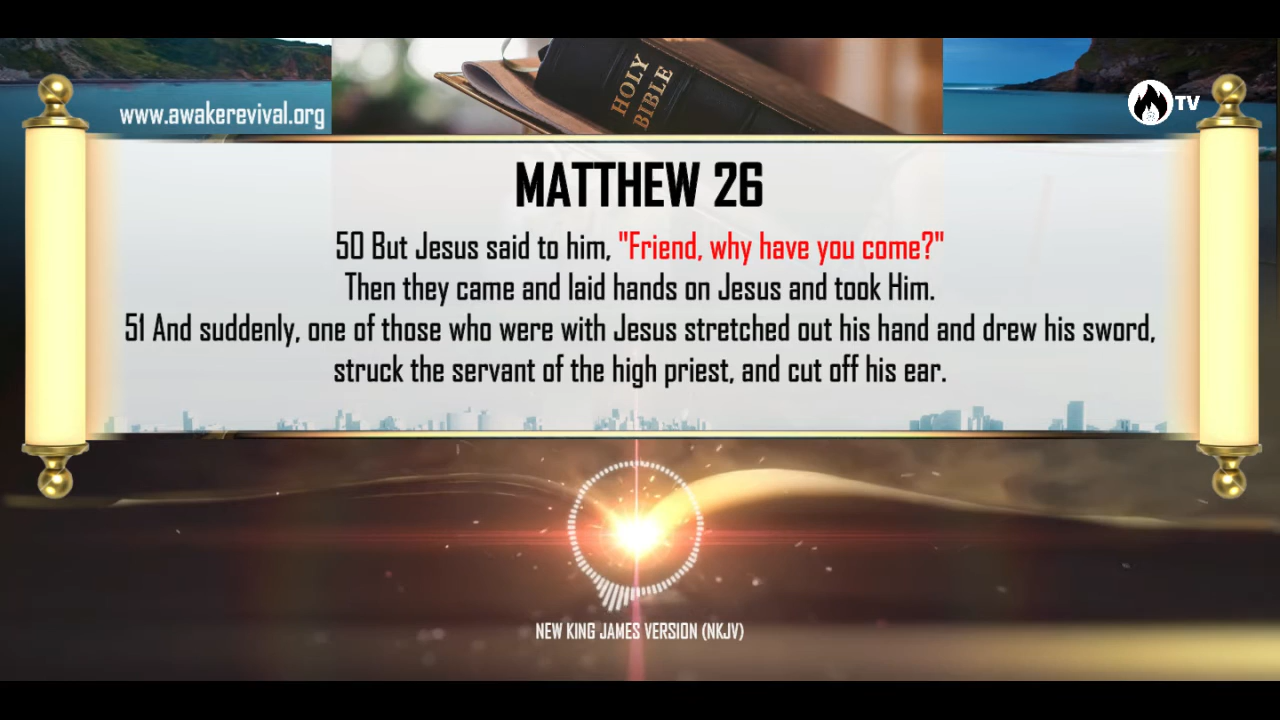 HOLY
BIBLE
www.awakerevival.org
TV
MATTHEW 26
50 But Jesus said to him, "Friend, why have you come?"
Then they came and laid hands on Jesus and took Him.
51 And suddenly, one of those who were with Jesus stretched out his hand and drew his sword,
struck the servant of the high priest, and cut off his ear.
NEW KING JAMES VERSION (NKJV)